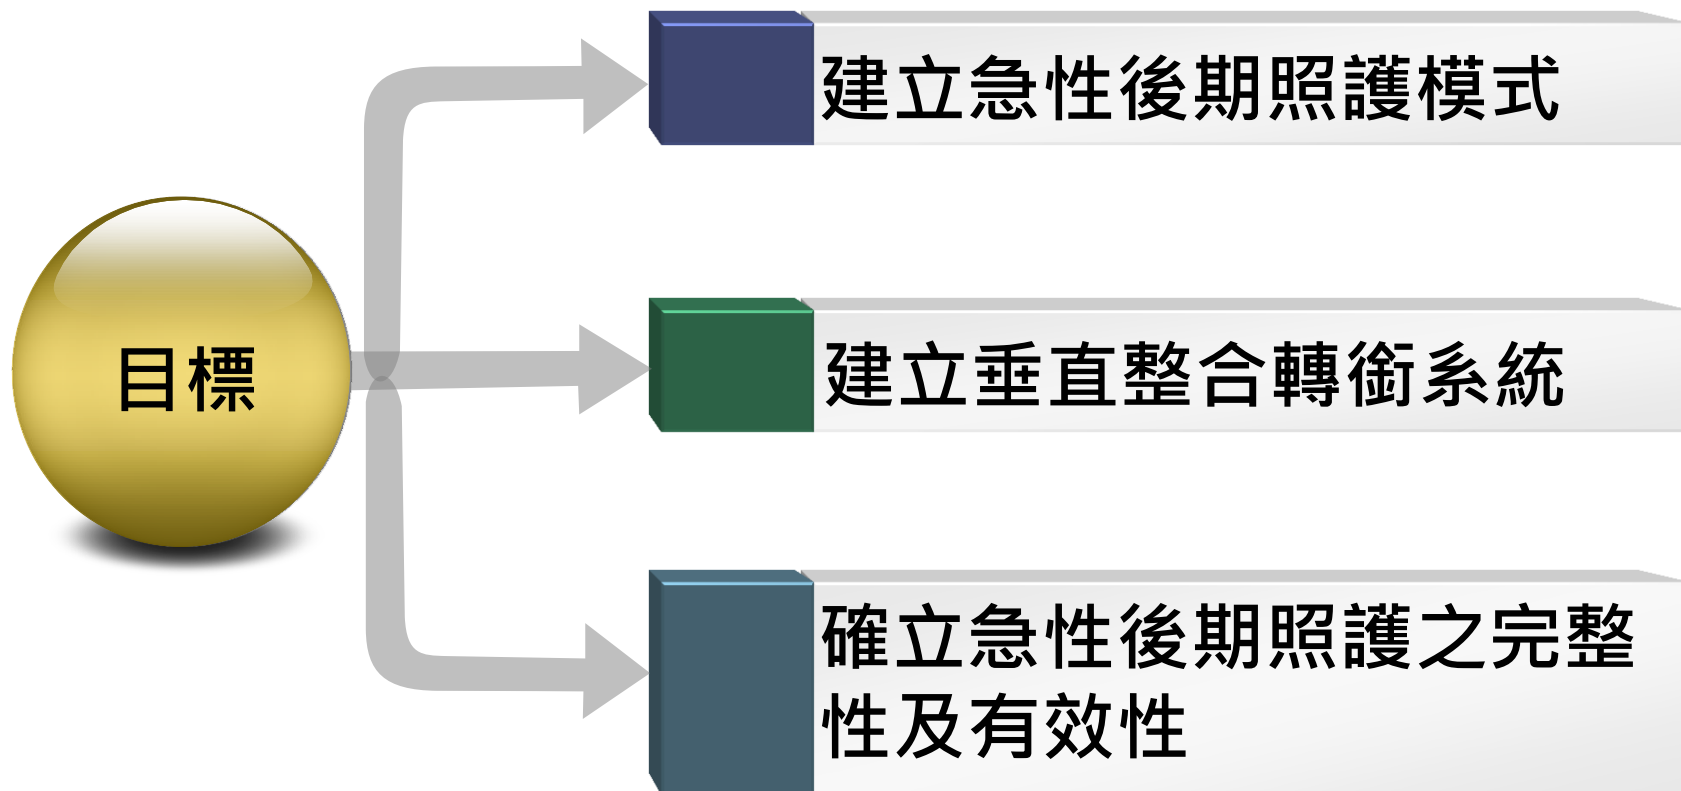 建立急性後期照護模式
目標
建立垂直整合轉銜系統
確立急性後期照護之完整
性及有效性